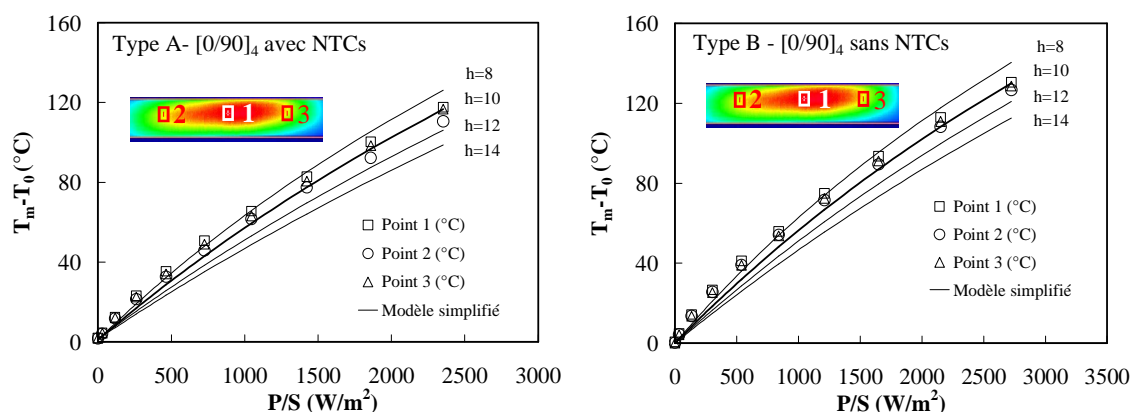 Type A- [0/90]4 avec NTCs
h=8
h=10
h=12
h=14
2
1
3
Point 1 (°C)
Point 2 (°C)
Point 3 (°C)
Modèle simplifié
160
120
80
40
0
Tm-T0 (°C)
0 500 1000 1500 2000 2500 3000
P/S (W/m²)
Type B - [0/90]4 sans NTCs
h=8
h=10
h=12
h=14
2
1
3
Point 1 (°C)
Point 2 (°C)
Point 3 (°C)
Modèle simplifié
160
120
80
40
0
Tm-T0 (°C)
0 500 1000 1500 2000 2500 3000 3500
P/S (W/m²)